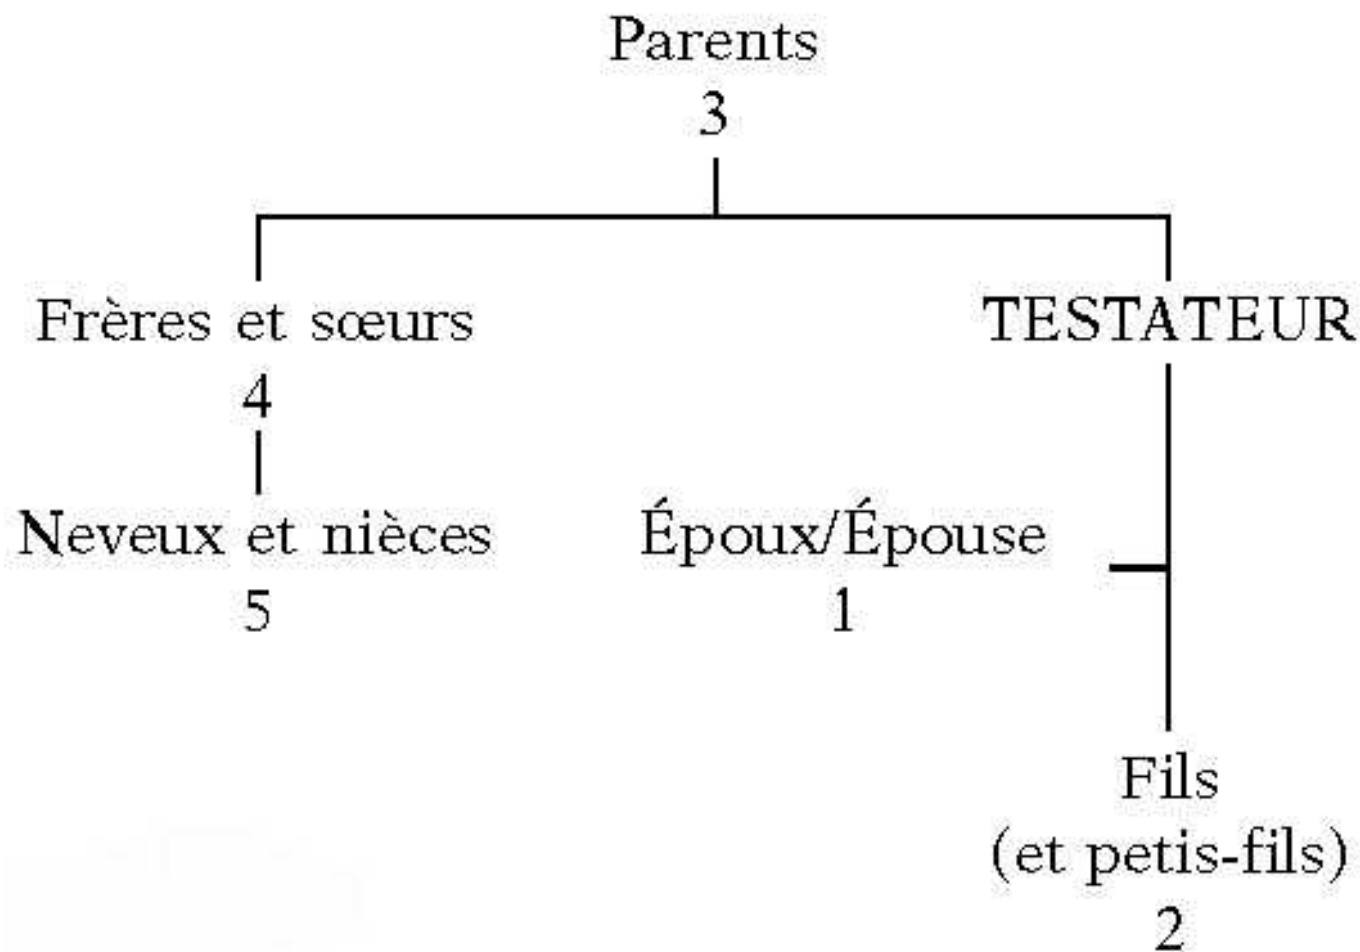 Parents
3
Frères et sœurs
4
TESTATEUR
Neveux et nièces
5
Époux/Épouse
1
Fils
(et petis-fils)
2